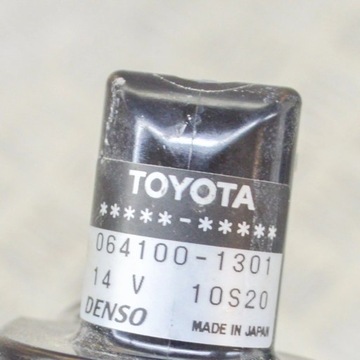 TOYOTA
*****-*****
064100-1301
14 V 10S20
DENSO MADE IN JAPAN